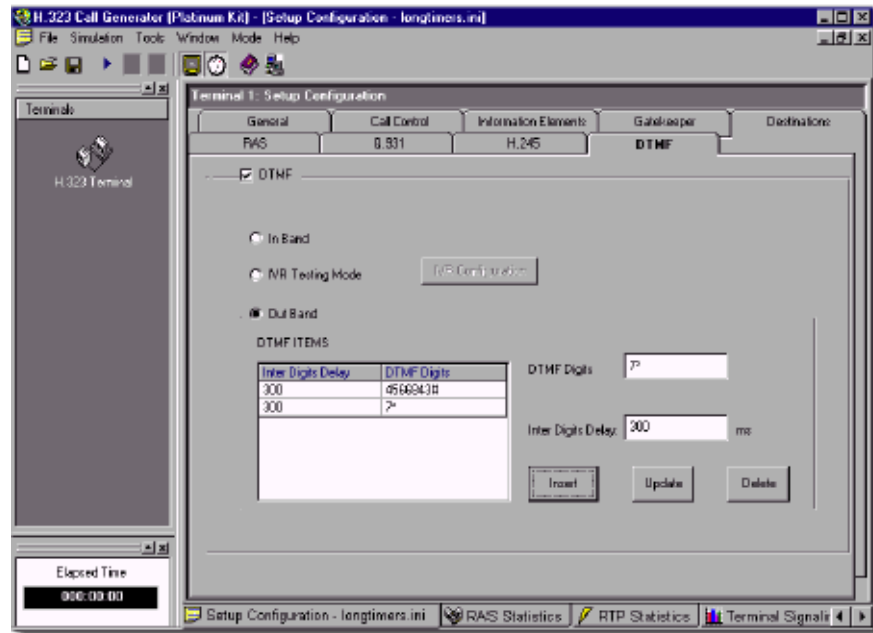 H.323 Call Generator (Platinum Kit) - [Setup Configuration - longtimers.ini]
File Simulation Tools Window Mode Help
Terminals
H.323 Terminal
Terminal 1: Setup Configuration
General Call Control Information Elements Gatekeeper Destinations
RAS Q.931 H.245 DTMF
DTMF
In Band
IVR Testing Mode IVR Configuration
Out Band
DTMF ITEMS
Inter Digits Delay DTMF Digits
300 4566943#
300 7*
DTMF Digits 7*
Inter Digits Delay: 300 ms
Insert Update Delete
Elapsed Time
000:00:00
Setup Configuration - longtimers.ini RAS Statistics RTP Statistics Terminal Signalir